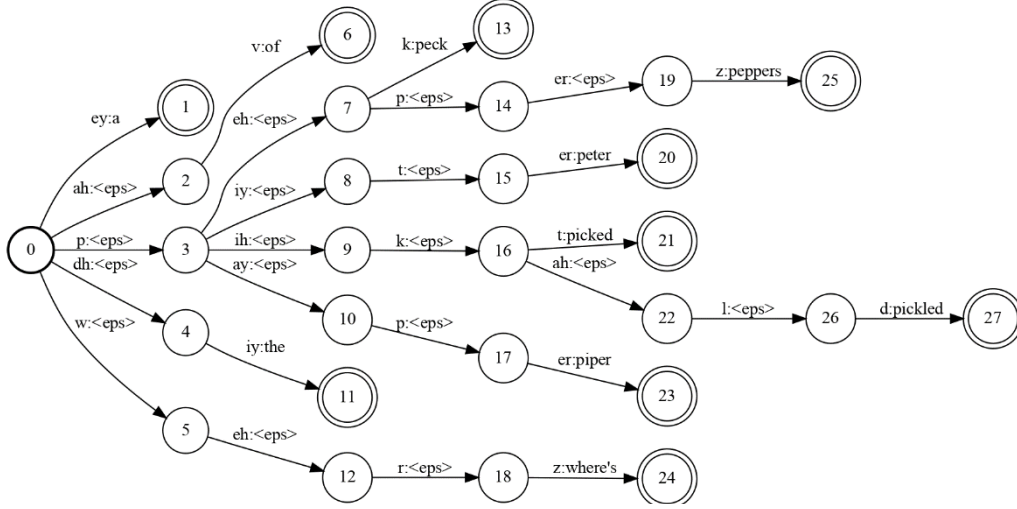 v:of
6
k:peck
13
ey:a
1
eh:<eps>
7
p:<eps>
14
er:<eps>
19
z:peppers
25
ah:<eps>
2
iy:<eps>
8
t:<eps>
15
er:peter
20
0
p:<eps>
3
ih:<eps>
9
k:<eps>
16
t:picked
21
dh:<eps>
ay:<eps>
ah:<eps>
w:<eps>
4
10
p:<eps>
17
22
l:<eps>
26
d:pickled
27
iy:the
11
er:piper
23
5
eh:<eps>
12
r:<eps>
18
z:where's
24